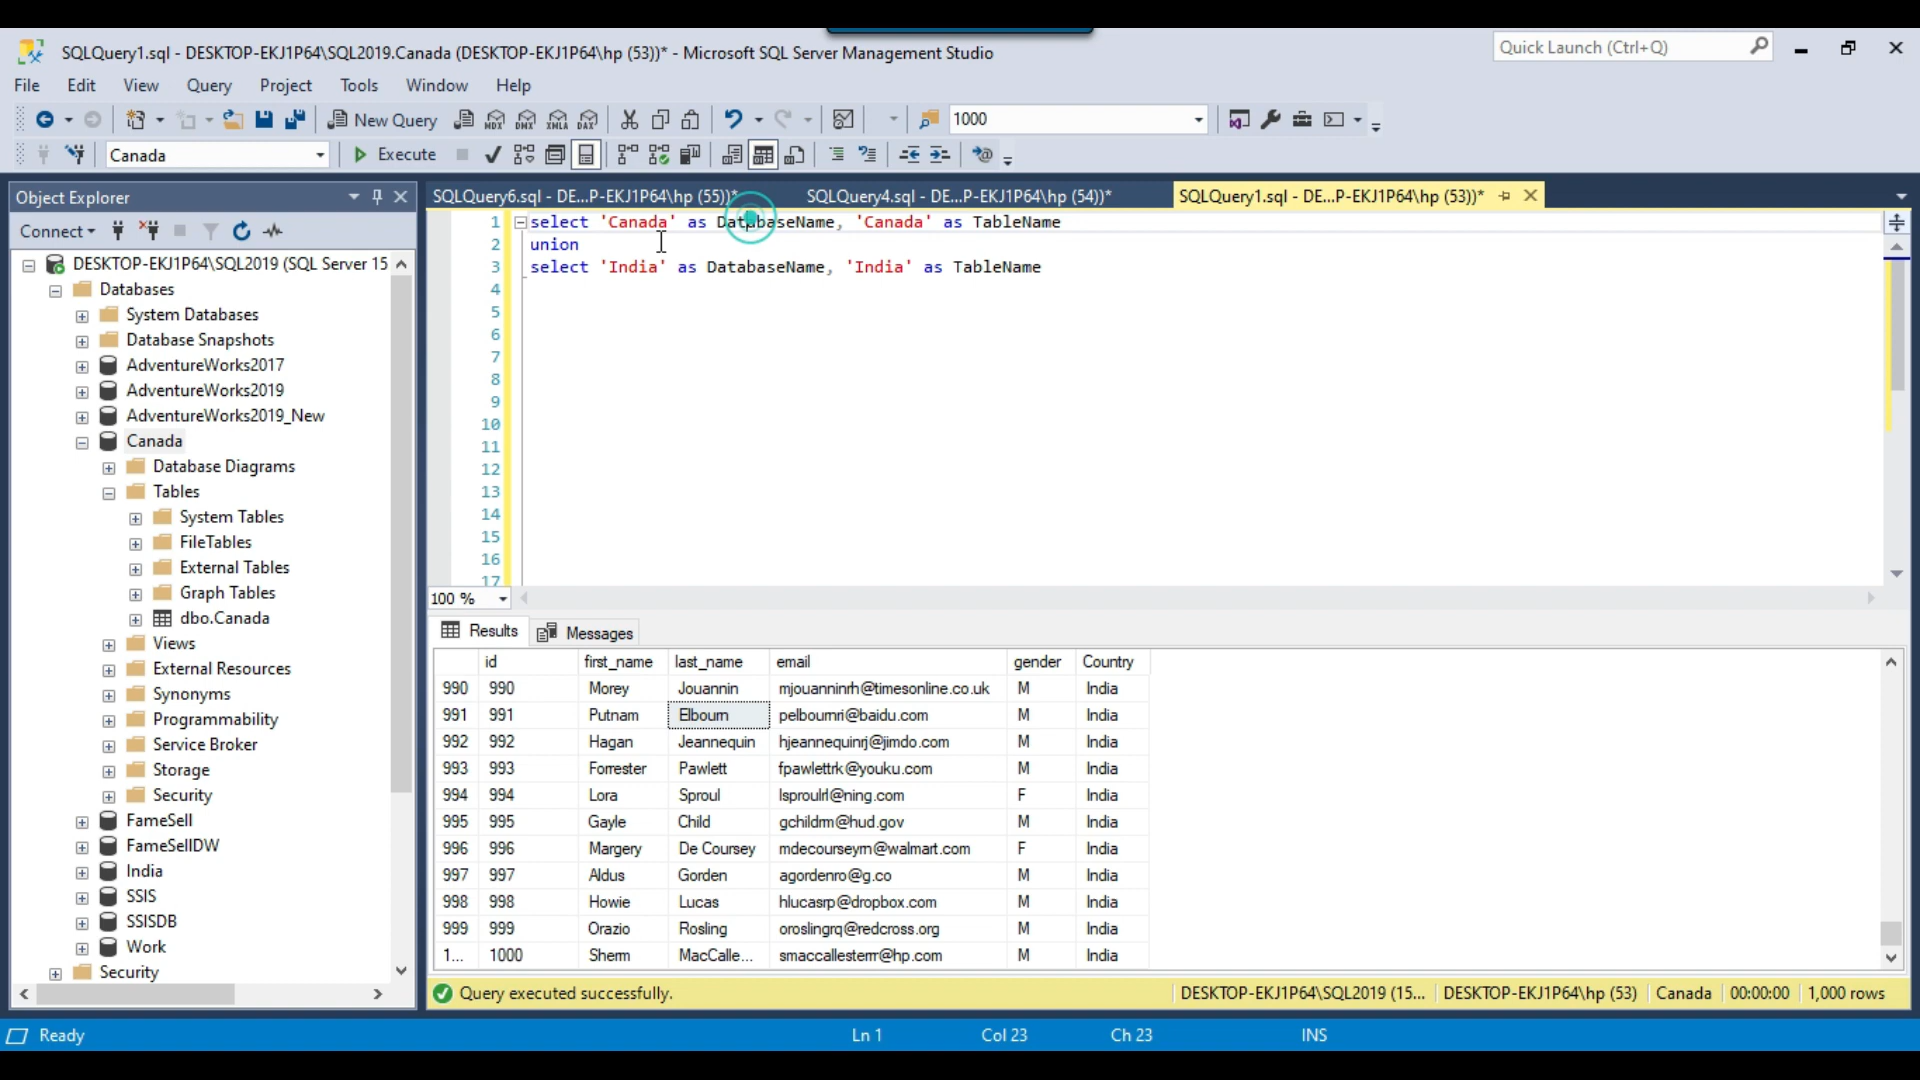 SQLQuery1.sql - DESKTOP-EKJ1P64\SQL2019.Canada (DESKTOP-EKJ1P64\hp (53))* - Microsoft SQL Server Management Studio
Quick Launch (Ctrl+Q)
File Edit View Query Project Tools Window Help
New Query MDX DMX XMLA DAX 1000
Canada Execute
Object Explorer
SQLQuery6.sql - DE...P-EKJ1P64\hp (55))* SQLQuery4.sql - DE...P-EKJ1P64\hp (54))* SQLQuery1.sql - DE...P-EKJ1P64\hp (53))*
Connect
DESKTOP-EKJ1P64\SQL2019 (SQL Server 15
Databases
System Databases
Database Snapshots
AdventureWorks2017
AdventureWorks2019
AdventureWorks2019_New
Canada
Database Diagrams
Tables
System Tables
FileTables
External Tables
Graph Tables
dbo.Canada
Views
External Resources
Synonyms
Programmability
Service Broker
Storage
Security
FameSell
FameSellDW
India
SSIS
SSISDB
Work
Security
1 select 'Canada' as DatabaseName, 'Canada' as TableName
2 union
3 select 'India' as DatabaseName, 'India' as TableName
4
5
6
7
8
9
10
11
12
13
14
15
16
17
100 %
Results Messages
id first_name last_name email gender Country
990 990 Morey Jouannin mjouanninrh@timesonline.co.uk M India
991 991 Putnam Elbourn pelbournri@baidu.com M India
992 992 Hagan Jeannequin hjeannequinrj@jimdo.com M India
993 993 Forrester Pawlett fpawlettrk@youku.com M India
994 994 Lora Sproul lsproulrl@ning.com F India
995 995 Gayle Child gchildrm@hud.gov M India
996 996 Margery De Coursey mdecourseyrn@walmart.com F India
997 997 Aldus Gorden agordenro@g.co M India
998 998 Howie Lucas hlucasrp@dropbox.com M India
999 999 Orazio Rosling oroslingrq@redcross.org M India
1... 1000 Sherm MacCalle... smaccallesterrr@hp.com M India
Query executed successfully. DESKTOP-EKJ1P64\SQL2019 (15... DESKTOP-EKJ1P64\hp (53) Canada 00:00:00 1,000 rows
Ready Ln 1 Col 23 Ch 23 INS